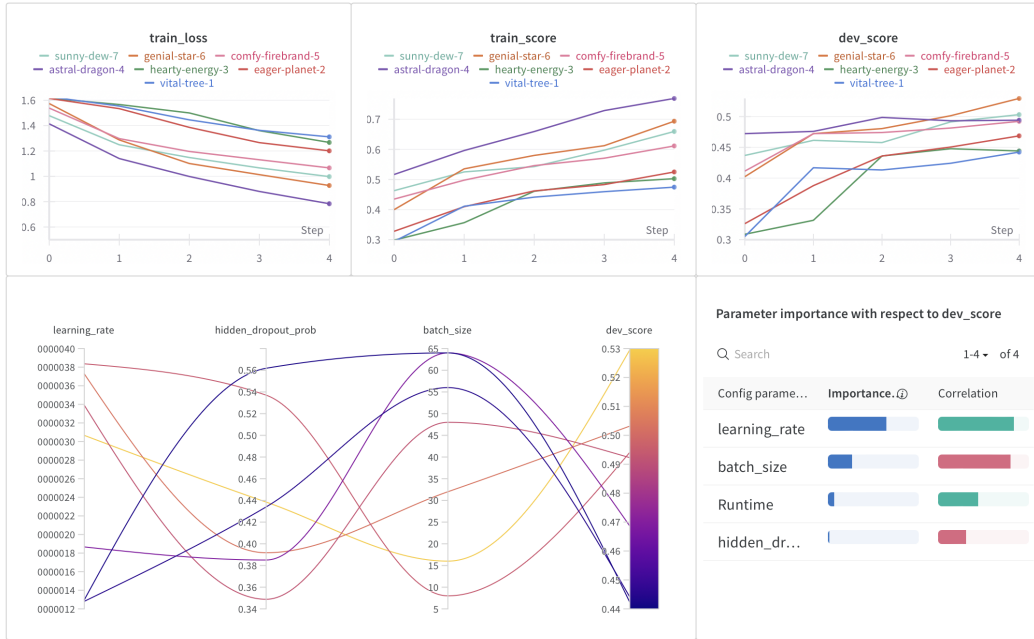 train_loss
sunny-dew-7 genial-star-6 comfy-firebrand-5
astral-dragon-4 hearty-energy-3 eager-planet-2
vital-tree-1
1.6
1.4
1.2
1
0.8
0.6
Step
0 1 2 3 4
train_score
sunny-dew-7 genial-star-6 comfy-firebrand-5
astral-dragon-4 hearty-energy-3 eager-planet-2
vital-tree-1
0.7
0.6
0.5
0.4
0.3
Step
0 1 2 3 4
dev_score
sunny-dew-7 genial-star-6 comfy-firebrand-5
astral-dragon-4 hearty-energy-3 eager-planet-2
vital-tree-1
0.5
0.45
0.4
0.35
0.3
Step
0 1 2 3 4
learning_rate
0000040
0000038
0000036
0000034
0000032
0000030
0000028
0000026
0000024
0000022
0000020
0000018
0000016
0000014
0000012
hidden_dropout_prob
0.56
0.54
0.52
0.50
0.48
0.46
0.44
0.42
0.40
0.38
0.36
0.34
batch_size
65
60
55
50
45
40
35
30
25
20
15
10
5
dev_score
0.53
0.52
0.51
0.50
0.49
0.48
0.47
0.46
0.45
0.44
Parameter importance with respect to dev_score
Search 1-4 of 4
Config parame... Importance. Correlation
learning_rate
batch_size
Runtime
hidden_dr...